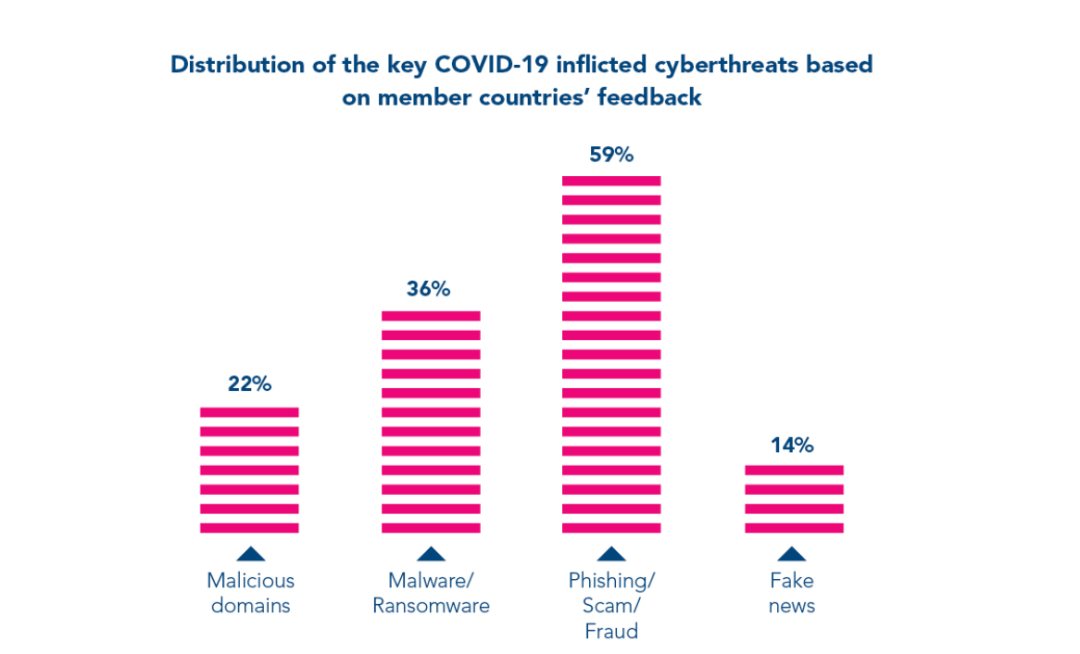 Distribution of the key COVID-19 inflicted cyberthreats based
on member countries’ feedback
59%
36%
22%
14%
Malicious
domains
Malware/
Ransomware
Phishing/
Scam/
Fraud
Fake
news